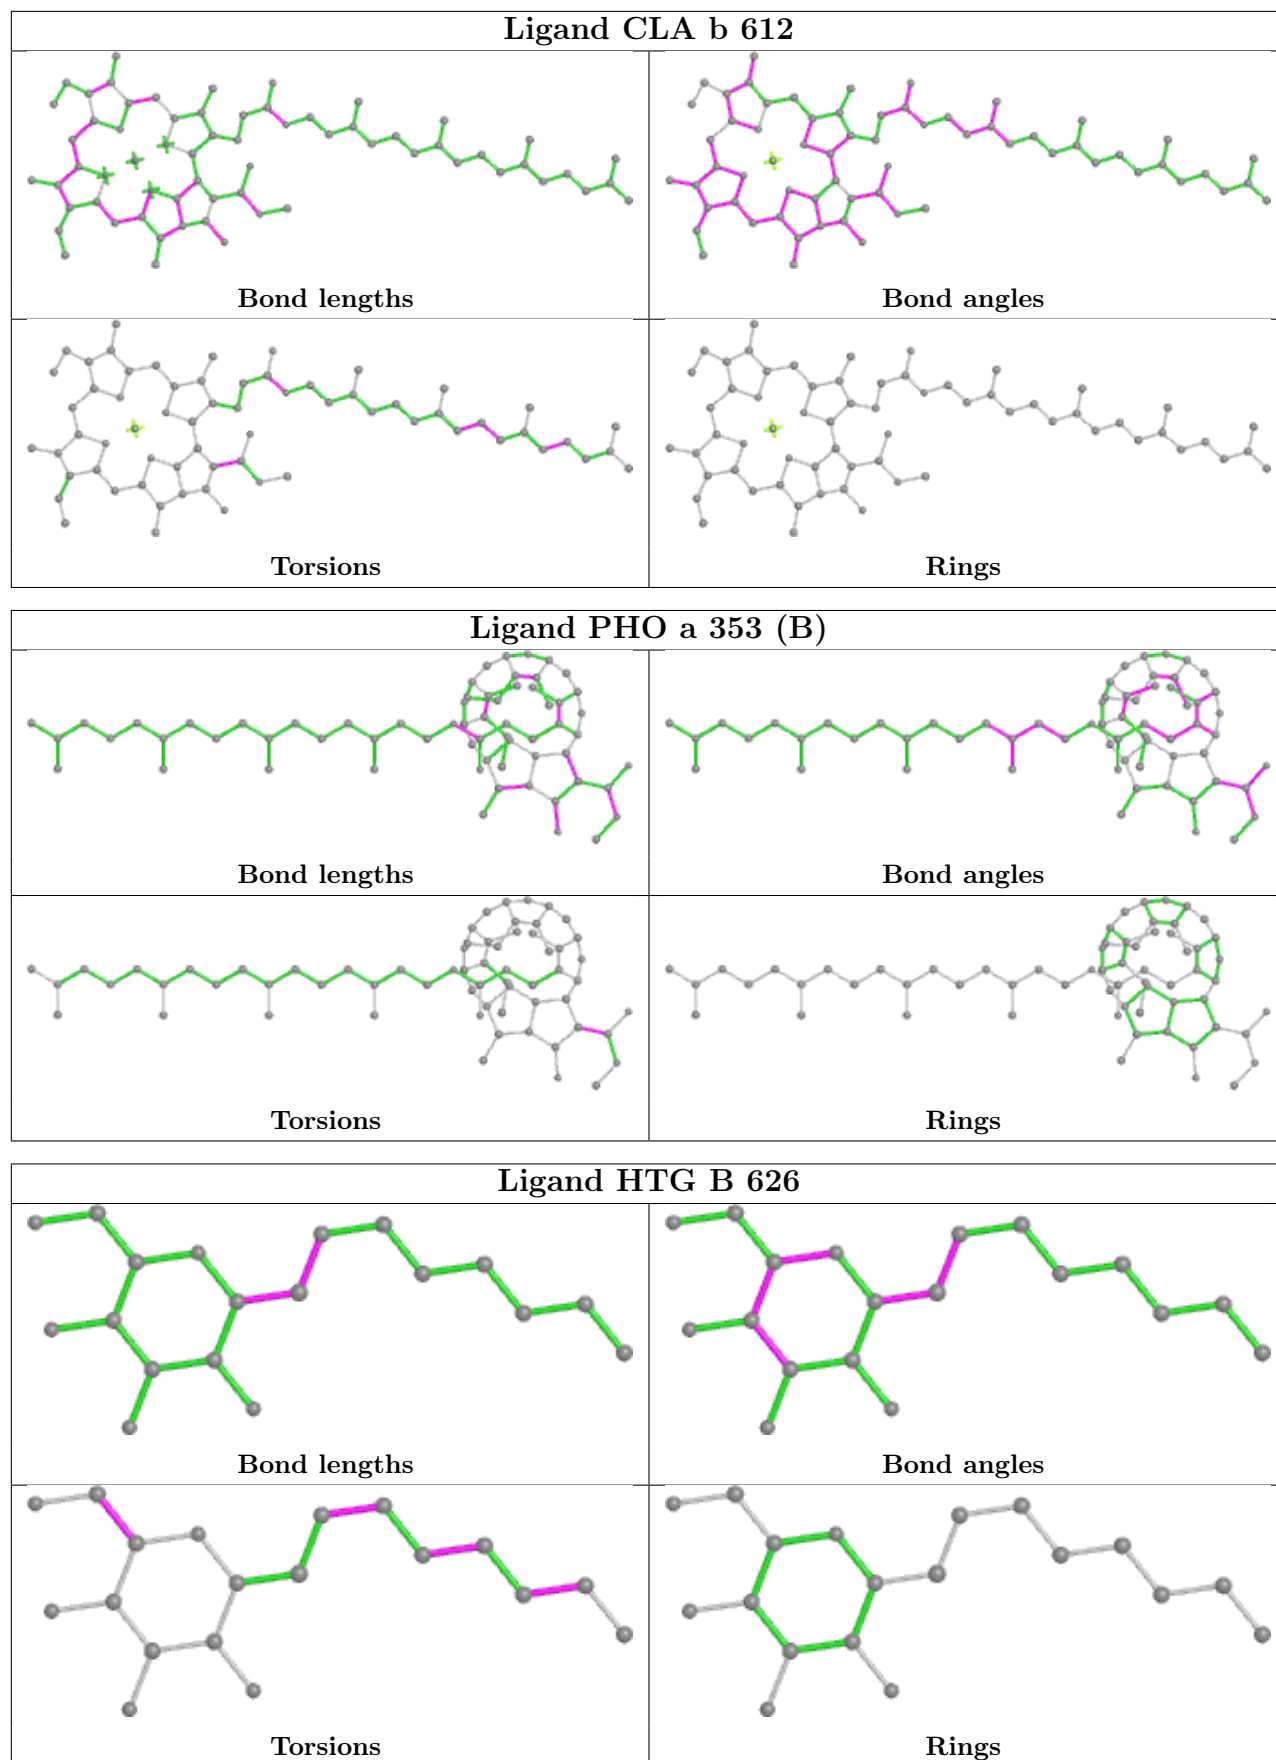 Ligand CLA b 612
Bond lengths
Bond angles
Torsions
Rings
Ligand PHO a 353 (B)
Bond lengths
Bond angles
Torsions
Rings
Ligand HTG B 626
Bond lengths
Bond angles
Torsions
Rings